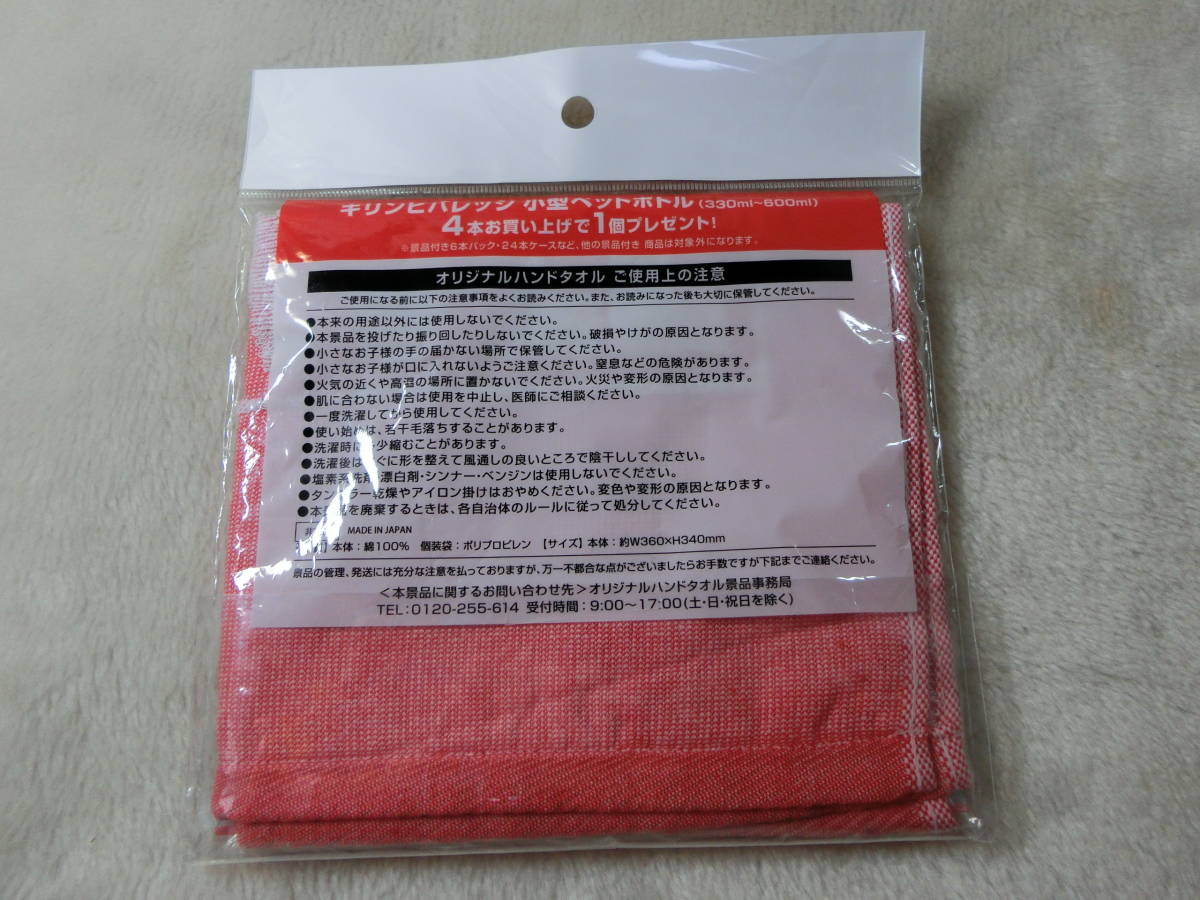 キリンビバレッジ 小型ペットボトル (330ml~600ml)
4本お買い上げで1個プレゼント!
※景品付き6本パック・24本ケースなど、他の景品付き 商品は対象外になります。
オリジナルハンドタオル ご使用上の注意
ご使用になる前に以下の注意事項をよくお読みください。また、お読みになった後も大切に保管してください。
●本来の用途以外には使用しないでください。
●本景品を投げたり振り回したりしないでください。破損やけがの原因となります。
●小さなお子様の手の届かない場所で保管してください。
●小さなお子様が口に入れないようご注意ください。窒息などの危険があります。
●火気の近くや高温の場所に置かないでください。火災や変形の原因となります。
●肌に合わない場合は使用を中止し、医師にご相談ください。
●一度洗濯してから使用してください。
●使い始めは、若干毛落ちすることがあります。
●洗濯時に少縮むことがあります。
●洗濯後はすぐに形を整えて風通しの良いところで陰干ししてください。
●塩素系洗剤・漂白剤・シンナー・ベンジンは使用しないでください。
●タンブラー乾燥やアイロン掛けはおやめください。変色や変形の原因となります。
●本景品を廃棄するときは、各自治体のルールに従って処分してください。
非 MADE IN JAPAN
本体:綿100% 個装袋:ポリプロピレン 【サイズ】本体:約W360×H340mm
景品の管理、発送には充分な注意を払っておりますが、万一不都合な点がございましたらお手数ですが下記までご連絡ください。
<本景品に関するお問い合わせ先>オリジナルハンドタオル景品事務局
TEL:0120-255-614 受付時間:9:00~17:00(土・日・祝日を除く)